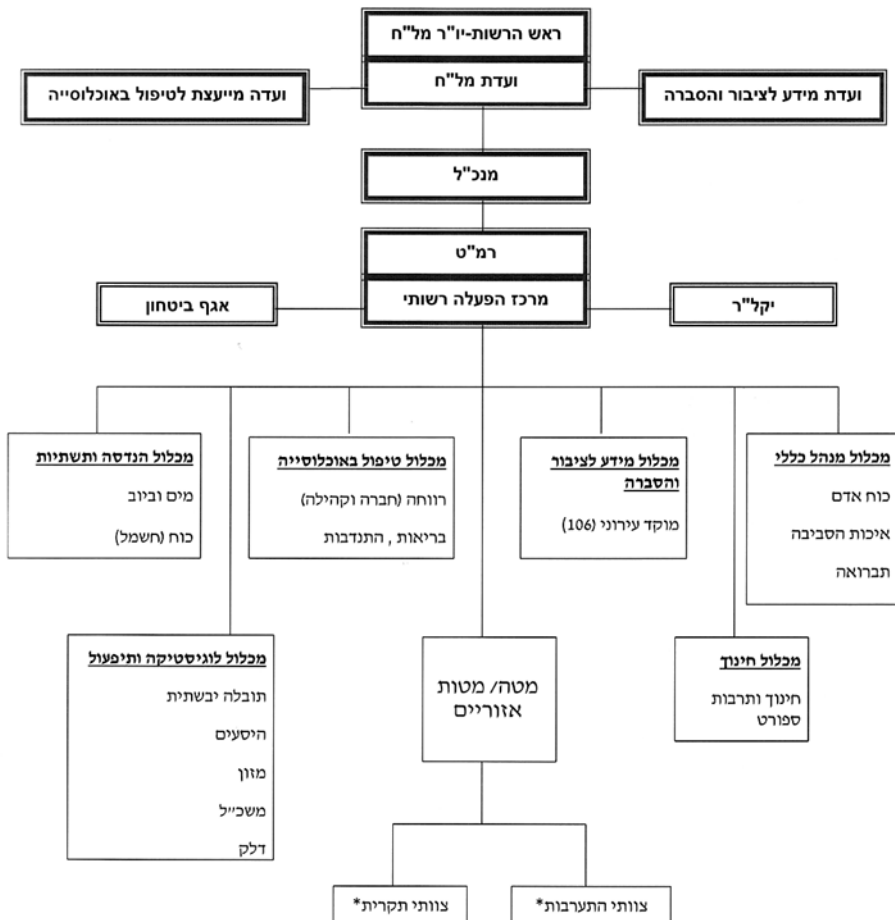 ראש הרשות-יו"ר מל"ח
ועדת מל"ח
ועדת מידע לציבור והסברה
ועדה מייעצת לטיפול באוכלוסייה
מנכ"ל
רמ"ט
מרכז הפעלה רשותי
יקל"ר
אגף ביטחון
מכלול מנהל כללי
כוח אדם
איכות הסביבה
תברואה
מכלול מידע לציבור
והסברה
מוקד עירוני (106)
מכלול טיפול באוכלוסייה
רווחה (חברה וקהילה)
בריאות , התנדבות
מכלול הנדסה ותשתיות
מים וביוב
כוח (חשמל)
מכלול חינוך
חינוך ותרבות
ספורט
מטה/ מטות
אזוריים
מכלול לוגיסטיקה ותיפעול
תובלה יבשתית
היסעים
מזון
משכ"ל
דלק
צוותי התערבות*
צוותי תקרית*